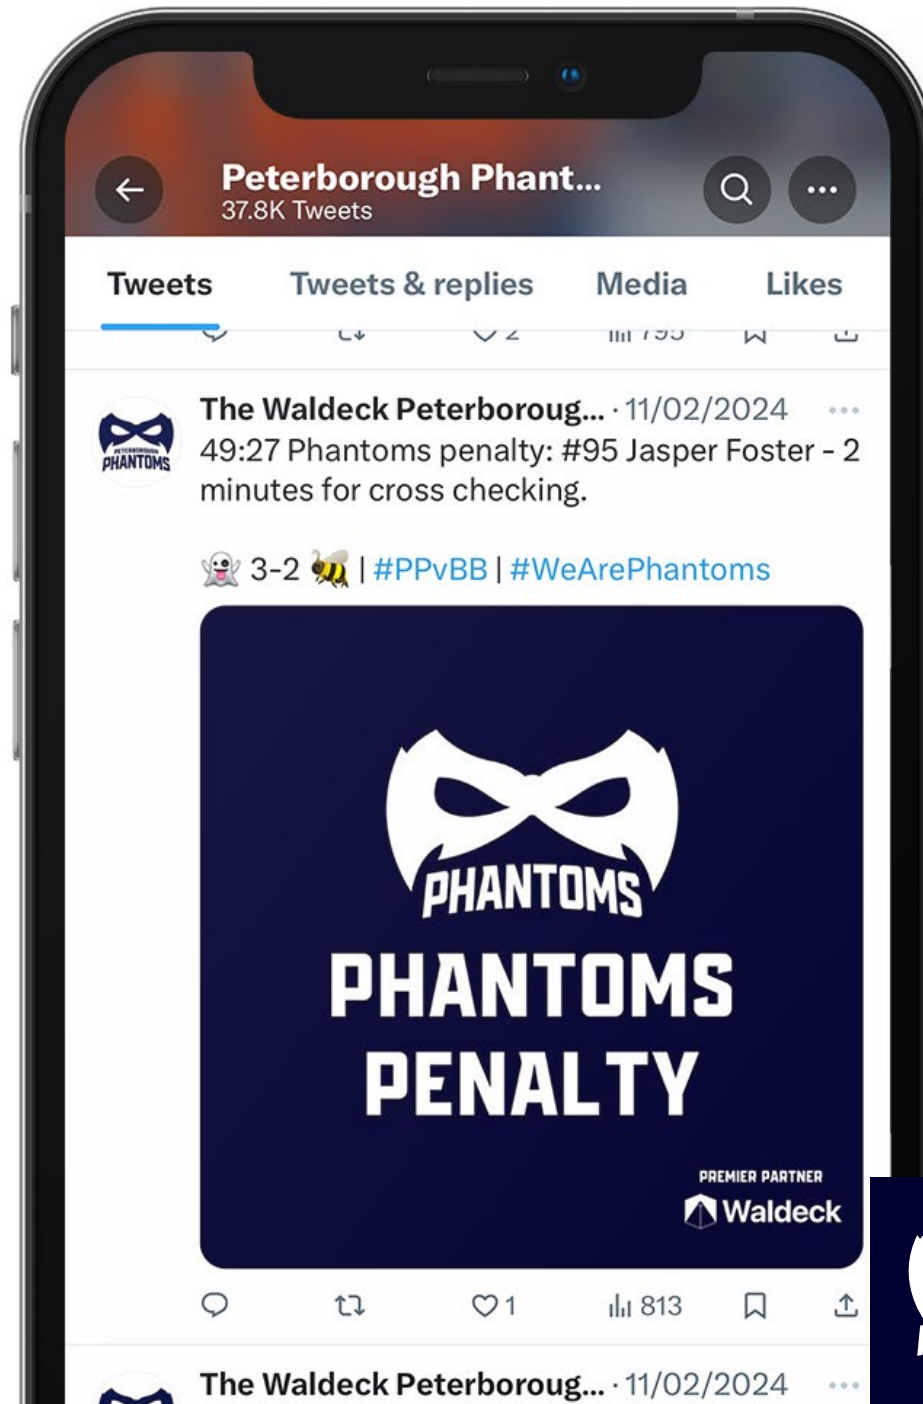 Peterborough Phant...
37.8K Tweets
Tweets Tweets & replies Media Likes
2 795
The Waldeck Peterboroug... · 11/02/2024
PETERBOROUGH
PHANTOMS
49:27 Phantoms penalty: #95 Jasper Foster - 2
minutes for cross checking.
👻 3-2 🐝 | #PPvBB | #WeArePhantoms
PHANTOMS
PHANTOMS
PENALTY
PREMIER PARTNER
Waldeck
1 813
The Waldeck Peterboroug... · 11/02/2024